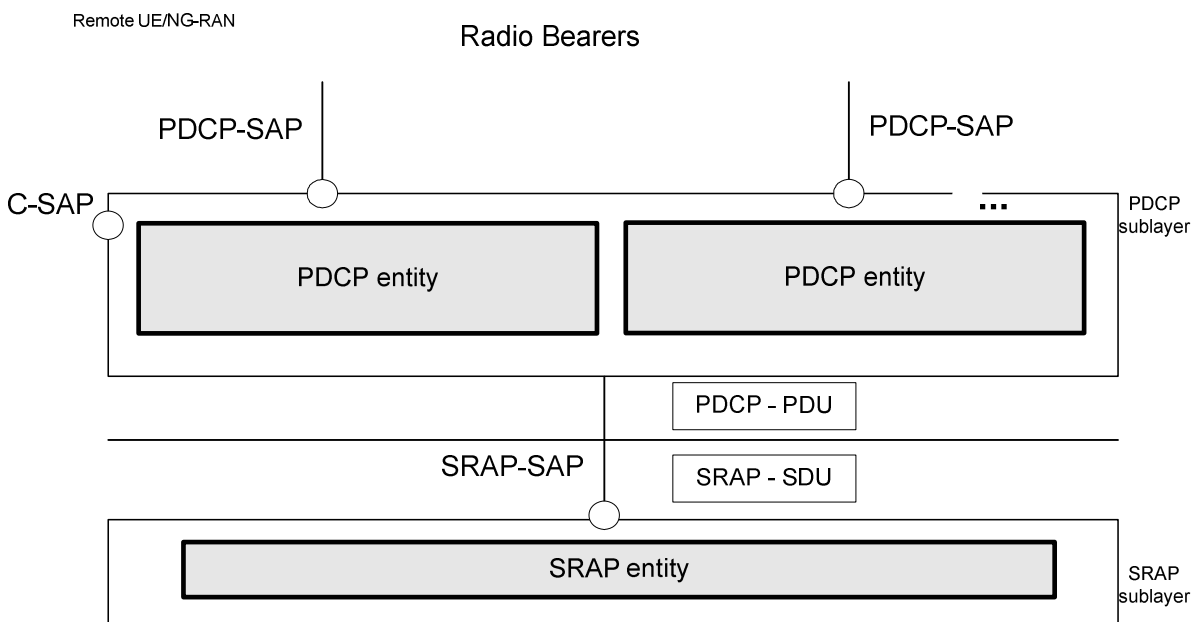 Remote UE/NG-RAN
Radio Bearers
PDCP-SAP
PDCP-SAP
C-SAP
...
PDCP
sublayer
PDCP entity
PDCP entity
PDCP - PDU
SRAP-SAP
SRAP - SDU
SRAP entity
SRAP
sublayer